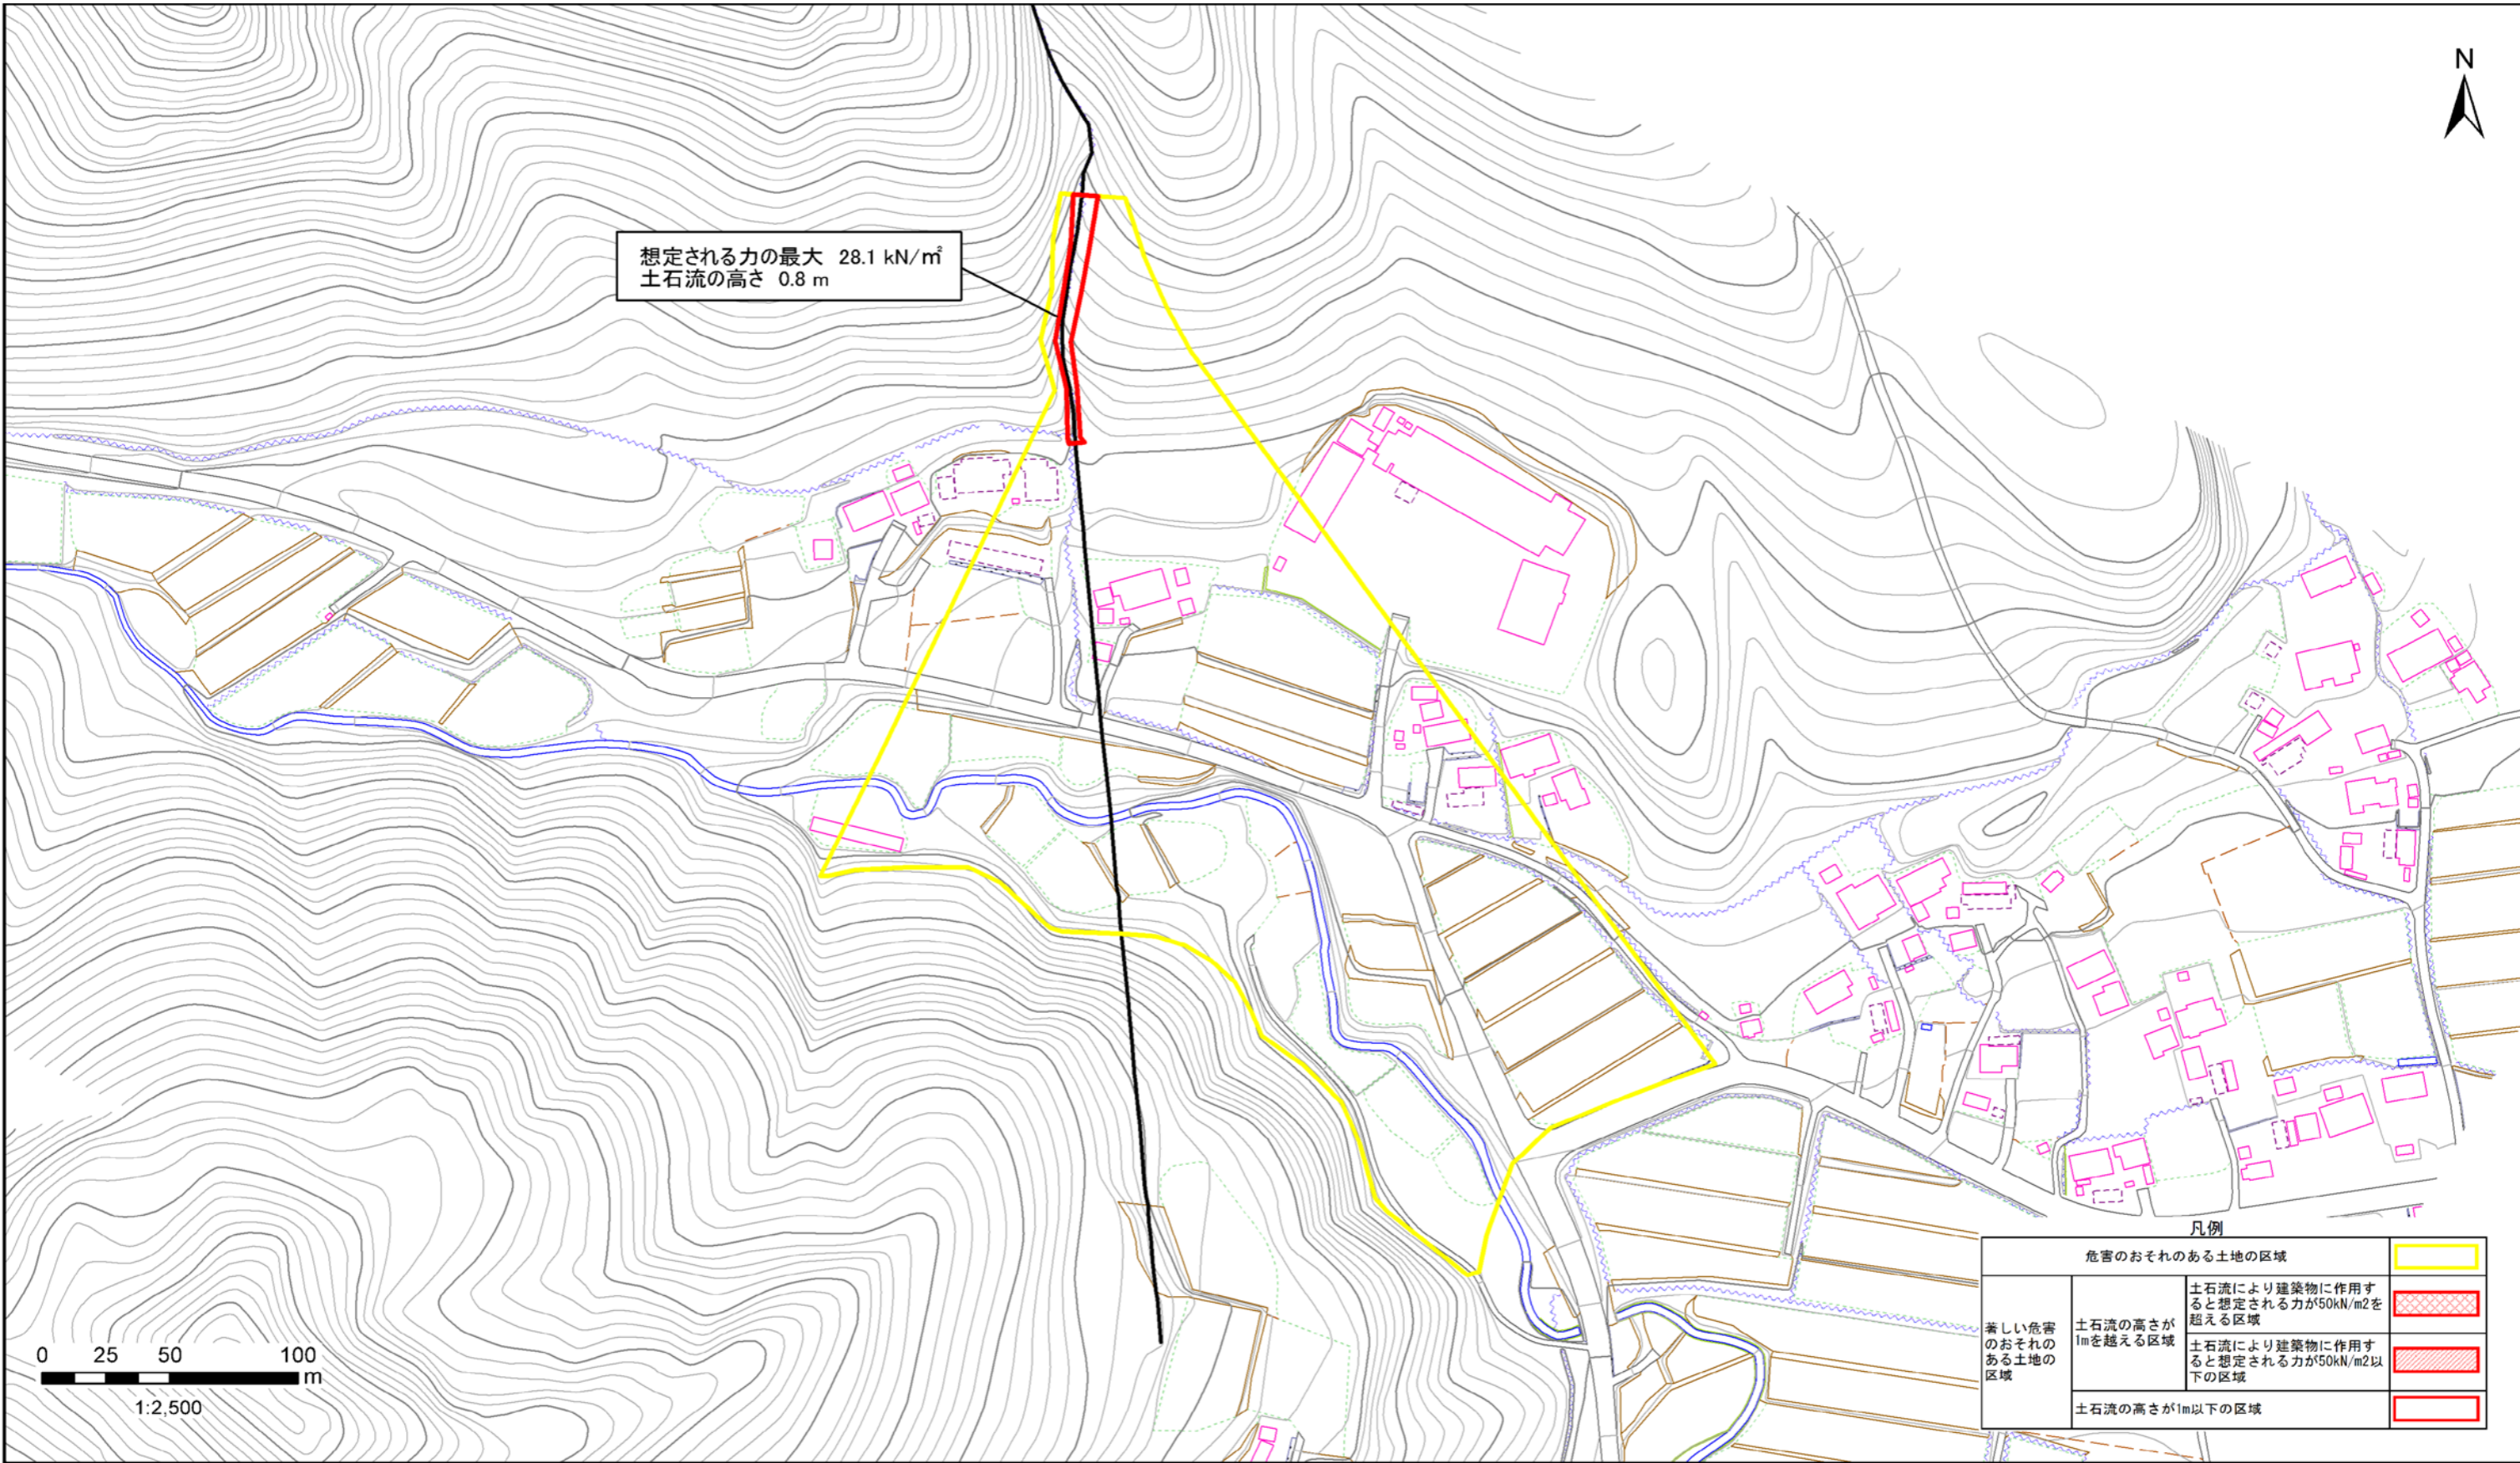 N
想定される力の最大 28.1 kN/㎡
土石流の高さ 0.8 m
凡例
危害のおそれのある土地の区域
著しい危害
のおそれの
ある土地の
区域
土石流の高さが
1mを越える区域
土石流により建築物に作用す
ると想定される力が50kN/m2を
超える区域
土石流により建築物に作用す
ると想定される力が50kN/m2以
下の区域
土石流の高さが1m以下の区域
0 25 50 100
m
1:2,500